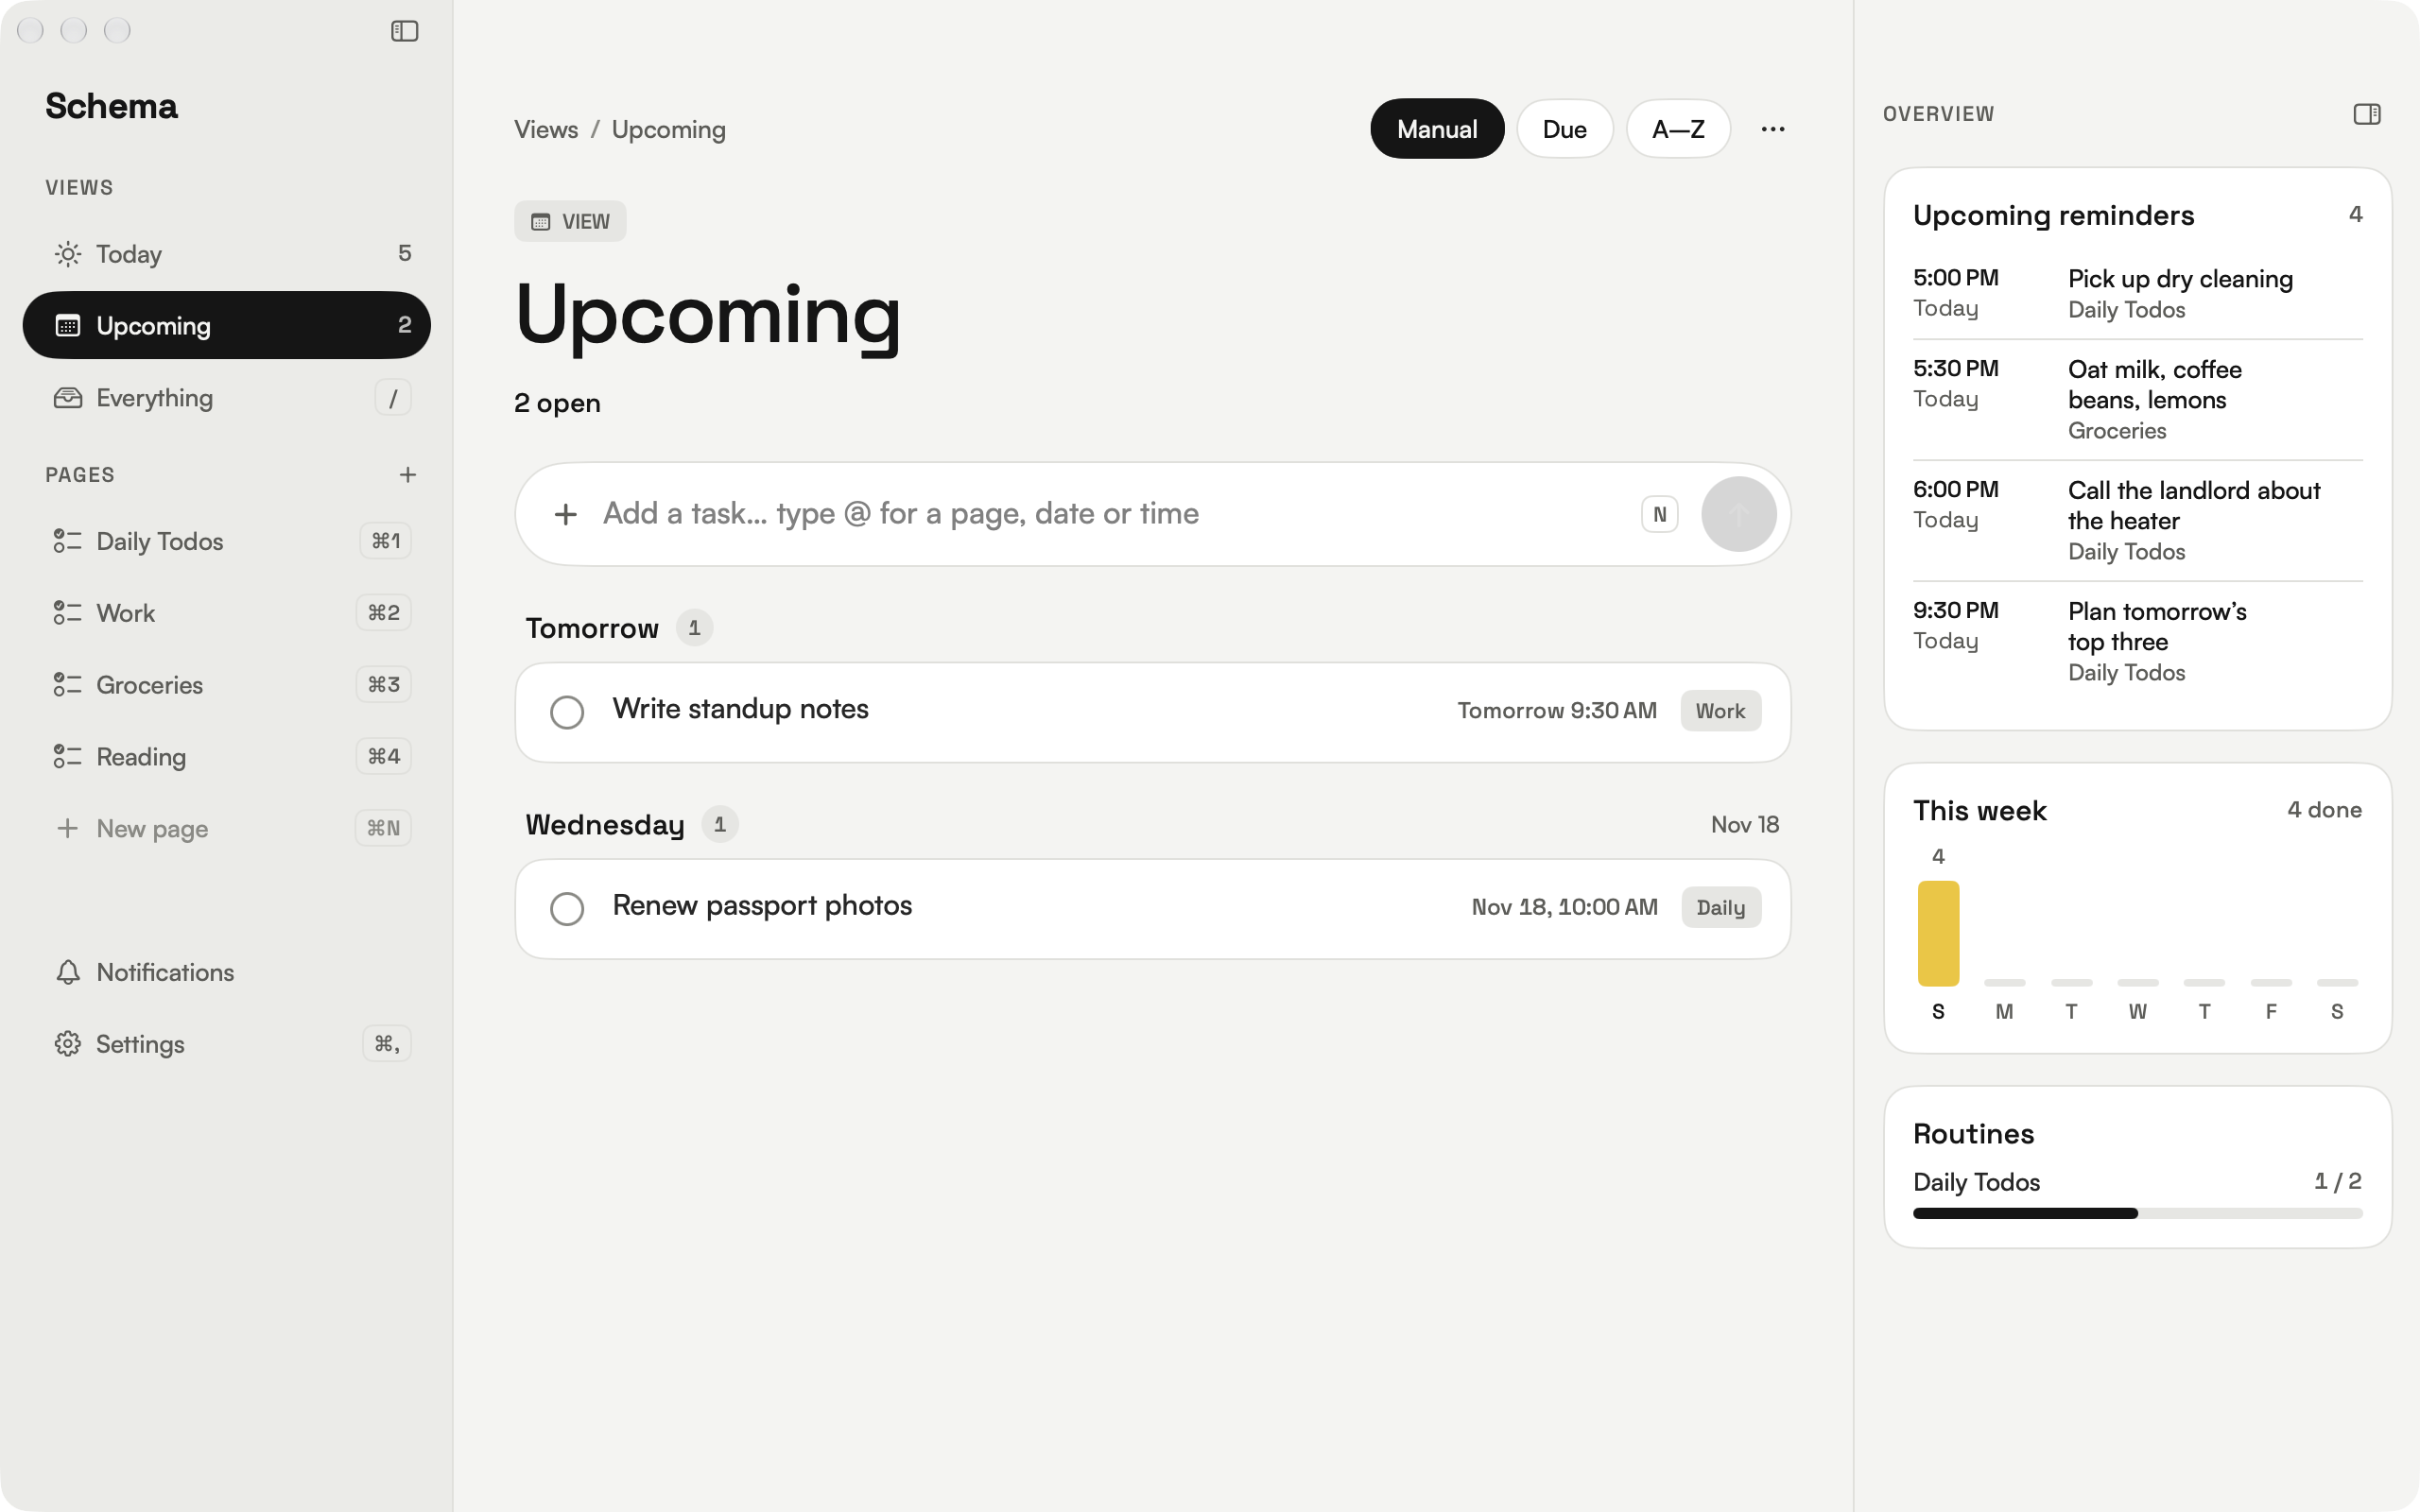 Schema
VIEWS
Today 5
Upcoming 2
Everything /
PAGES +
Daily Todos ⌘1
Work ⌘2
Groceries ⌘3
Reading ⌘4
+ New page ⌘N
Notifications
Settings ⌘,
Views / Upcoming
Manual Due A—Z ...
VIEW
Upcoming
2 open
+ Add a task... type @ for a page, date or time N
Tomorrow 1
Write standup notes Tomorrow 9:30 AM Work
Wednesday 1 Nov 18
Renew passport photos Nov 18, 10:00 AM Daily
OVERVIEW
Upcoming reminders 4
5:00 PM Pick up dry cleaning
Today Daily Todos
5:30 PM Oat milk, coffee
Today beans, lemons
Groceries
6:00 PM Call the landlord about
Today the heater
Daily Todos
9:30 PM Plan tomorrow’s
Today top three
Daily Todos
This week 4 done
4
S M T W T F S
Routines
Daily Todos 1 / 2